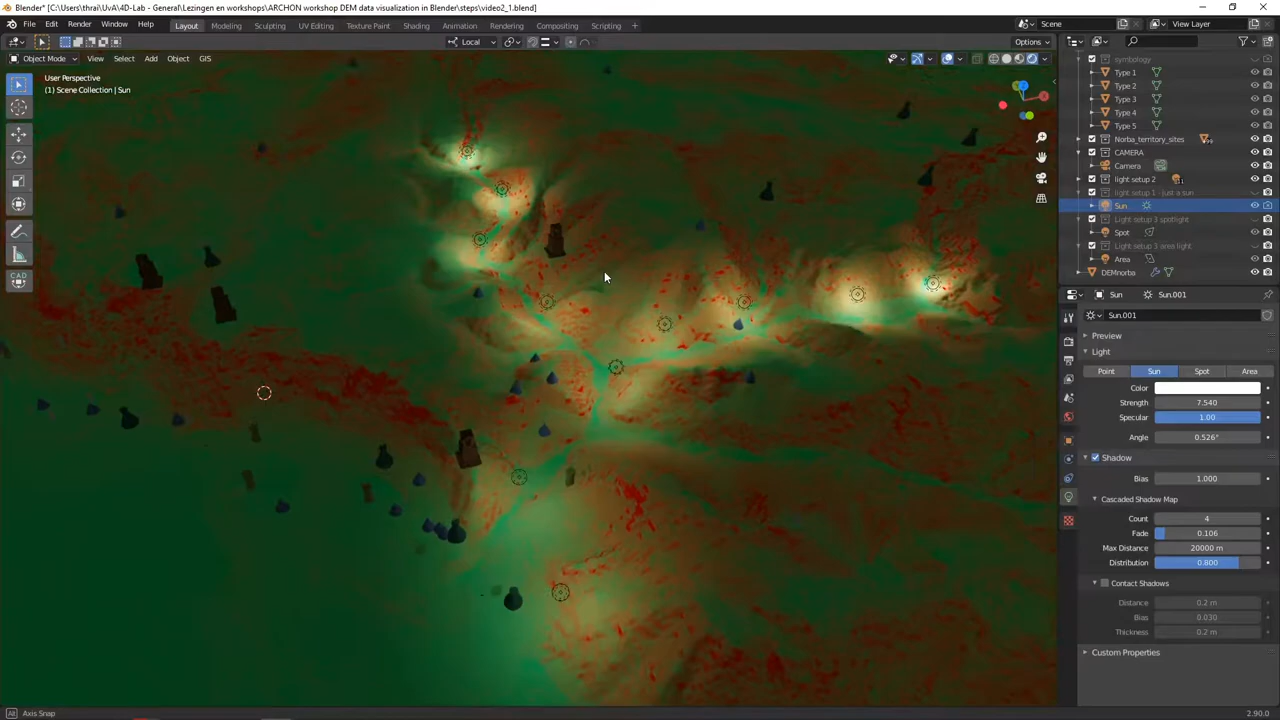 Blender* [C:\Users\thrai\UvA\4D-Lab - General\Lezingen en workshops\ARCHON workshop DEM data visualization in Blender\steps\video2_1.blend]
File Edit Render Window Help Layout Modeling Sculpting UV Editing Texture Paint Shading Animation Rendering Compositing Scripting + Scene View Layer
Local Options
Object Mode View Select Add Object GIS
User Perspective
(1) Scene Collection | Sun
CAD
symbology
Type 1
Type 2
Type 3
Type 4
Type 5
Norba_territory_sites
CAMERA
Camera
light setup 2
light setup 1 - just a sun
Sun
Light setup 3 spotlight
Spot
Light setup 3 area light
Area
DEMnorba
Sun Sun.001
Sun.001
Preview
Light
Point Sun Spot Area
Color
Strength 7.540
Specular 1.00
Angle 0.526°
Shadow
Bias 1.000
Cascaded Shadow Map
Count 4
Fade 0.106
Max Distance 20000 m
Distribution 0.800
Contact Shadows
Distance 0.2 m
Bias 0.030
Thickness 0.2 m
Custom Properties
Alt Axis Snap 2.90.0